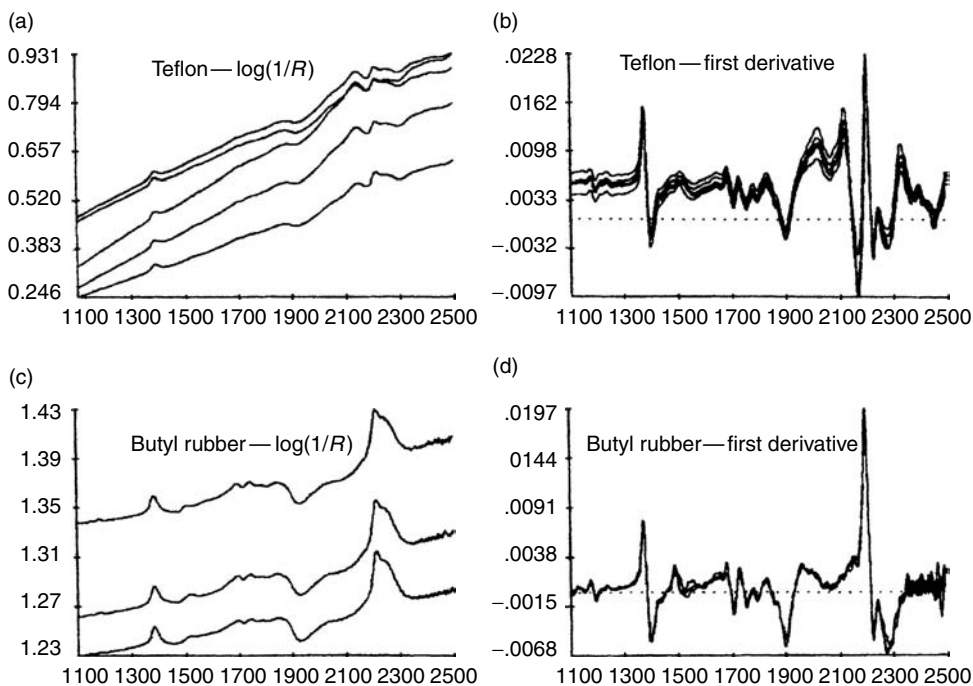 (a)
Teflon — log(1/R)
0.931
0.794
0.657
0.520
0.383
0.246
1100 1300 1500 1700 1900 2100 2300 2500
(b)
Teflon — first derivative
.0228
.0162
.0098
.0033
−.0032
−.0097
1100 1300 1500 1700 1900 2100 2300 2500
(c)
Butyl rubber — log(1/R)
1.43
1.39
1.35
1.31
1.27
1.23
1100 1300 1500 1700 1900 2100 2300 2500
(d)
Butyl rubber — first derivative
.0197
0144
.0091
.0038
−.0015
−.0068
1100 1300 1500 1700 1900 2100 2300 2500